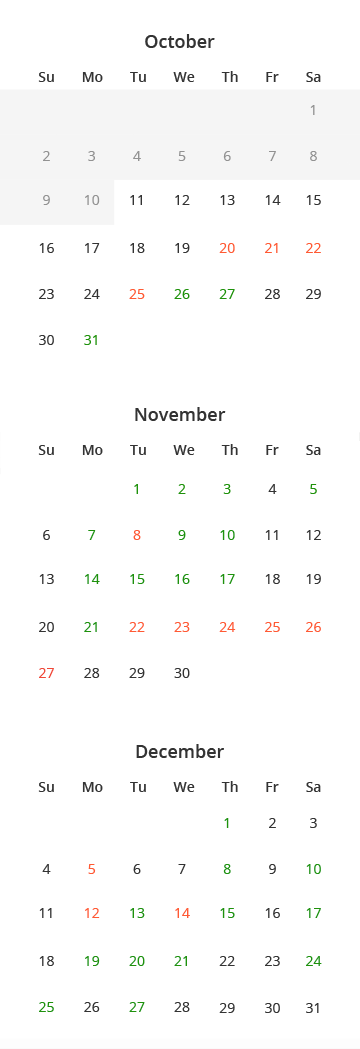 October
Su Mo Tu We Th Fr Sa
1
2 3 4 5 6 7 8
9 10 11 12 13 14 15
16 17 18 19 20 21 22
23 24 25 26 27 28 29
30 31
November
Su Mo Tu We Th Fr Sa
1 2 3 4 5
6 7 8 9 10 11 12
13 14 15 16 17 18 19
20 21 22 23 24 25 26
27 28 29 30
December
Su Mo Tu We Th Fr Sa
1 2 3
4 5 6 7 8 9 10
11 12 13 14 15 16 17
18 19 20 21 22 23 24
25 26 27 28 29 30 31